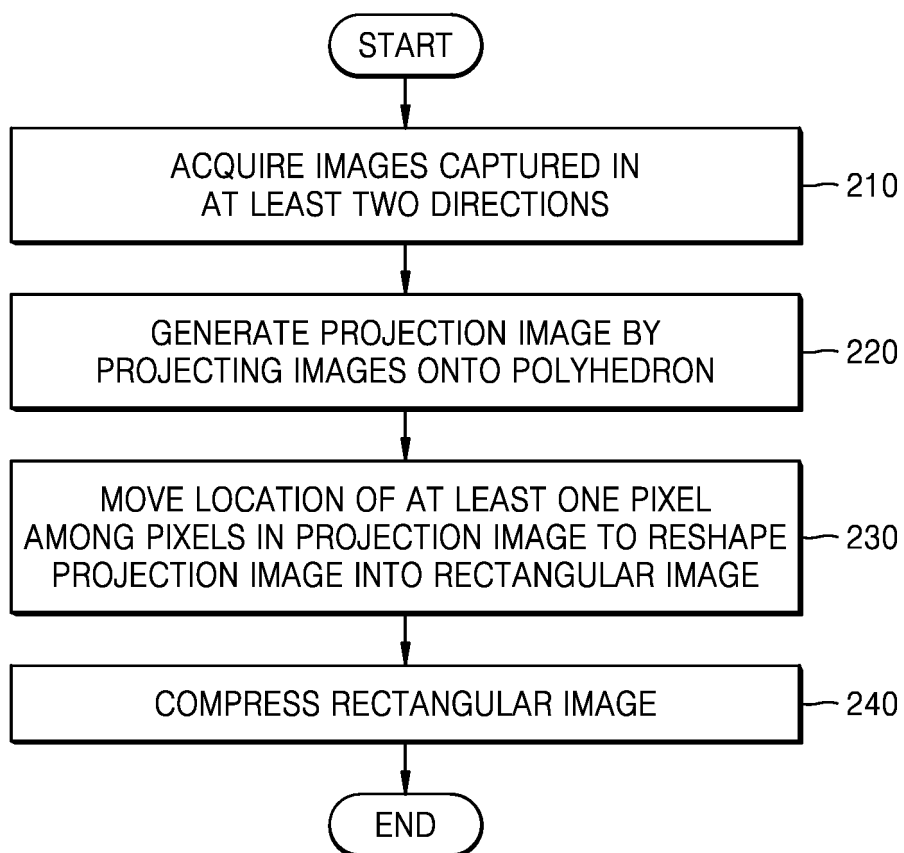 START
ACQUIRE IMAGES CAPTURED IN
AT LEAST TWO DIRECTIONS
210
GENERATE PROJECTION IMAGE BY
PROJECTING IMAGES ONTO POLYHEDRON
220
MOVE LOCATION OF AT LEAST ONE PIXEL
AMONG PIXELS IN PROJECTION IMAGE TO RESHAPE
PROJECTION IMAGE INTO RECTANGULAR IMAGE
230
COMPRESS RECTANGULAR IMAGE
240
END